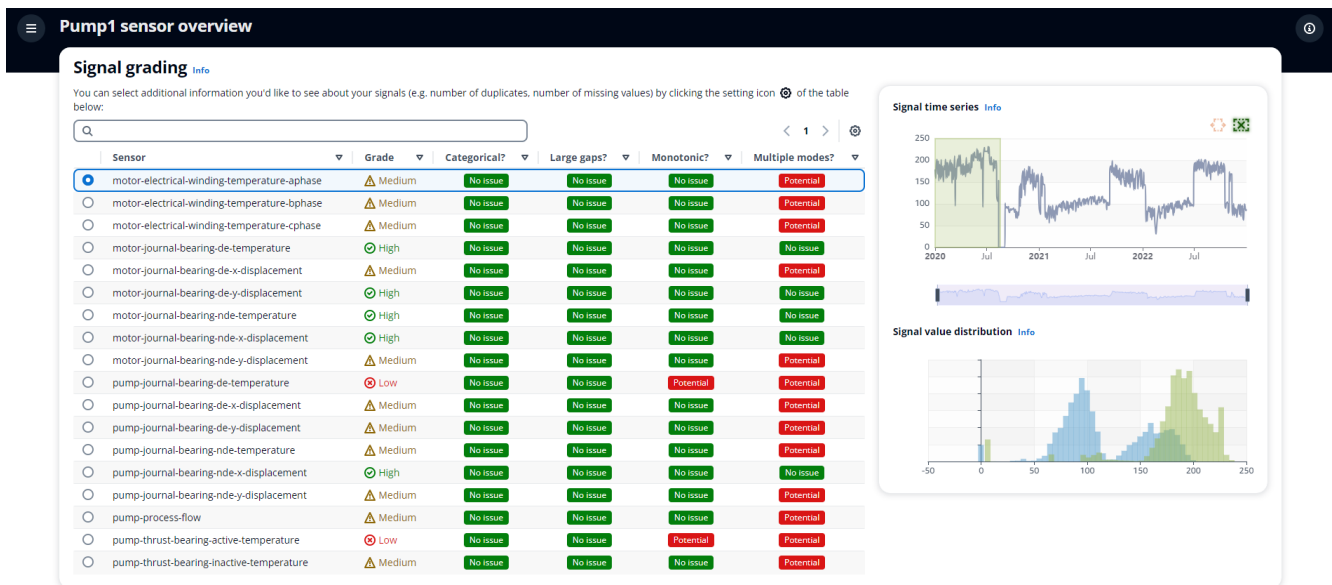 Pump1 sensor overview
Signal grading Info
You can select additional information you'd like to see about your signals (e.g. number of duplicates, number of missing values) by clicking the setting icon of the table
below:
1
Sensor Grade Categorical? Large gaps? Monotonic? Multiple modes?
motor-electrical-winding-temperature-aphase Medium No issue No issue No issue Potential
motor-electrical-winding-temperature-bphase Medium No issue No issue No issue Potential
motor-electrical-winding-temperature-cphase Medium No issue No issue No issue Potential
motor-journal-bearing-de-temperature High No issue No issue No issue No issue
motor-journal-bearing-de-x-displacement Medium No issue No issue No issue Potential
motor-journal-bearing-de-y-displacement High No issue No issue No issue No issue
motor-journal-bearing-nde-temperature High No issue No issue No issue No issue
motor-journal-bearing-nde-x-displacement High No issue No issue No issue No issue
motor-journal-bearing-nde-y-displacement Medium No issue No issue No issue Potential
pump-journal-bearing-de-temperature Low No issue No issue Potential Potential
pump-journal-bearing-de-x-displacement Medium No issue No issue No issue Potential
pump-journal-bearing-de-y-displacement Medium No issue No issue No issue Potential
pump-journal-bearing-nde-temperature Medium No issue No issue No issue Potential
pump-journal-bearing-nde-x-displacement High No issue No issue No issue No issue
pump-journal-bearing-nde-y-displacement Medium No issue No issue No issue Potential
pump-process-flow Medium No issue No issue No issue Potential
pump-thrust-bearing-active-temperature Low No issue No issue Potential Potential
pump-thrust-bearing-inactive-temperature Medium No issue No issue No issue Potential
Signal time series Info
250
200
150
100
50
0
2020 Jul 2021 Jul 2022 Jul
Signal value distribution Info
-50 0 50 100 150 200 250